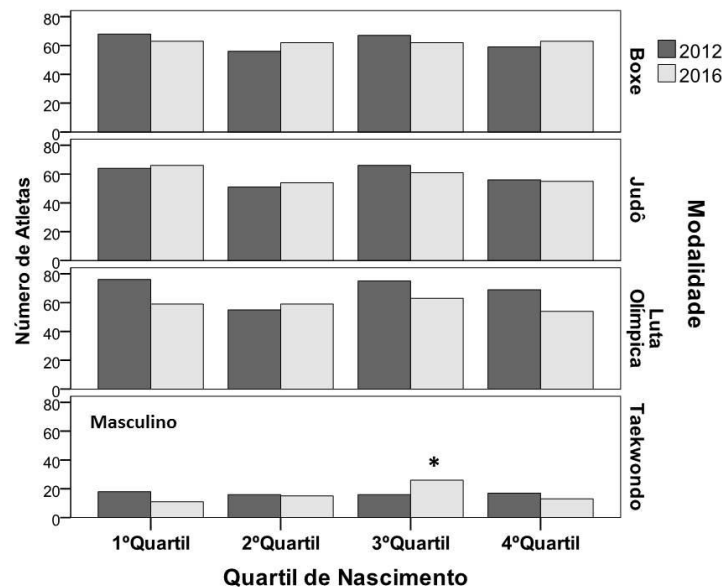 80
60
40
20
0
Boxe
2012
2016
80
60
40
20
0
Judô
80
60
40
20
0
Luta
Olímpica
80
60
40
20
0
Masculino
*
Taekwondo
Número de Atletas
Modalidade
1ºQuartil
2ºQuartil
3ºQuartil
4ºQuartil
Quartil de Nascimento